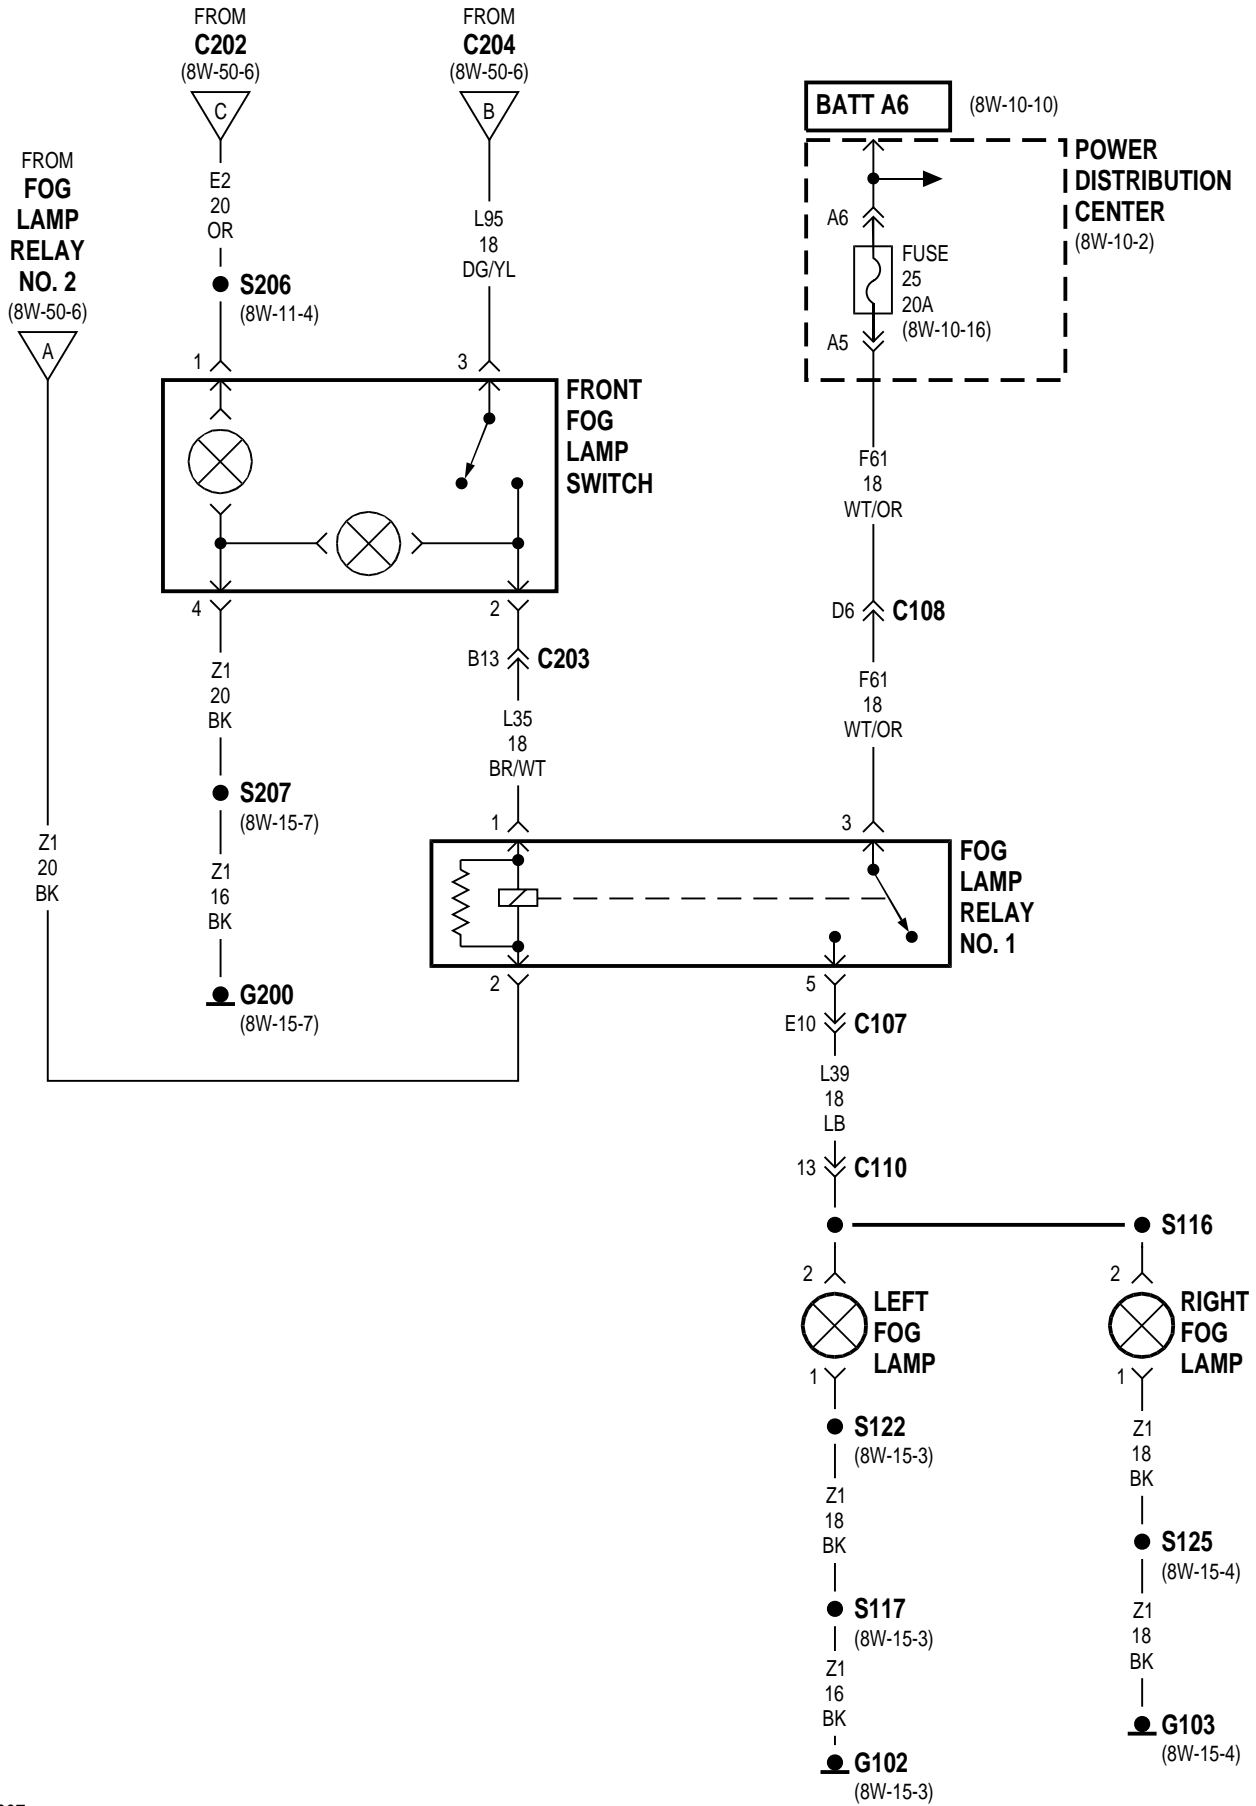 FROM
C202
(8W-50-6)
C
E2
20
OR
S206
(8W-11-4)
FROM
C204
(8W-50-6)
B
L95
18
DG/YL
BATT A6
(8W-10-10)
POWER
DISTRIBUTION
CENTER
(8W-10-2)
A6
FUSE
25
20A
(8W-10-16)
A5
FROM
FOG
LAMP
RELAY
NO. 2
(8W-50-6)
A
1
3
FRONT
FOG
LAMP
SWITCH
4
2
F61
18
WT/OR
D6
C108
F61
18
WT/OR
B13
C203
L35
18
BR/WT
Z1
20
BK
S207
(8W-15-7)
Z1
16
BK
G200
(8W-15-7)
Z1
20
BK
1
3
FOG
LAMP
RELAY
NO. 1
2
5
E10
C107
L39
18
LB
13
C110
S116
2
LEFT
FOG
LAMP
1
2
RIGHT
FOG
LAMP
1
S122
(8W-15-3)
Z1
18
BK
S117
(8W-15-3)
Z1
16
BK
G102
(8W-15-3)
Z1
18
BK
S125
(8W-15-4)
Z1
18
BK
G103
(8W-15-4)